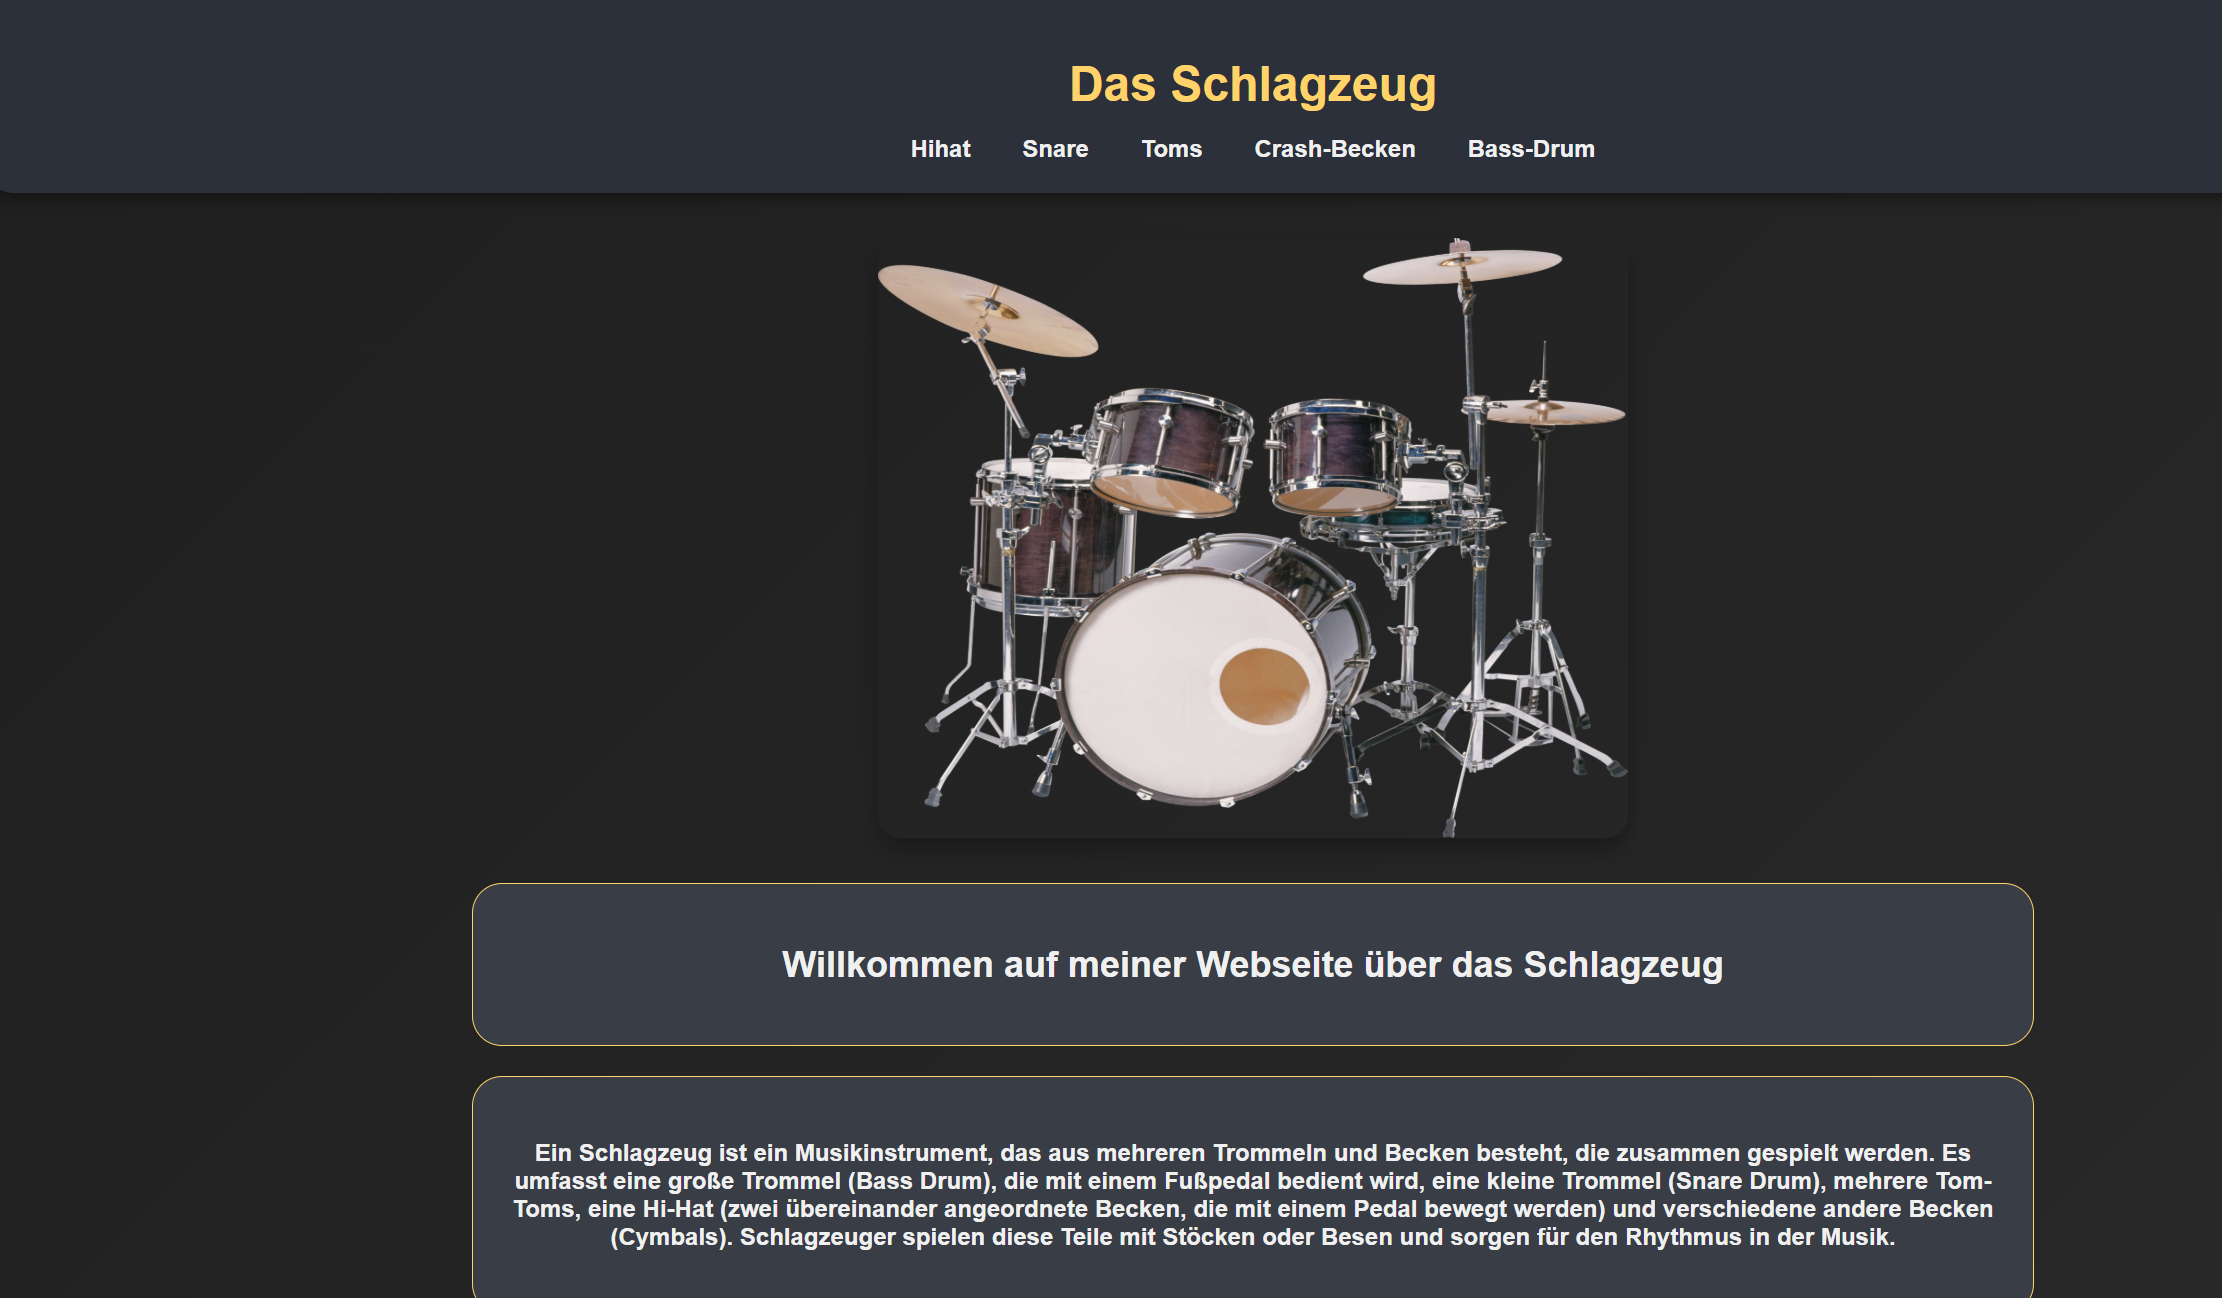 Das Schlagzeug
Hihat Snare Toms Crash-Becken Bass-Drum
Willkommen auf meiner Webseite über das Schlagzeug
Ein Schlagzeug ist ein Musikinstrument, das aus mehreren Trommeln und Becken besteht, die zusammen gespielt werden. Es
umfasst eine große Trommel (Bass Drum), die mit einem Fußpedal bedient wird, eine kleine Trommel (Snare Drum), mehrere Tom-
Toms, eine Hi-Hat (zwei übereinander angeordnete Becken, die mit einem Pedal bewegt werden) und verschiedene andere Becken
(Cymbals). Schlagzeuger spielen diese Teile mit Stöcken oder Besen und sorgen für den Rhythmus in der Musik.